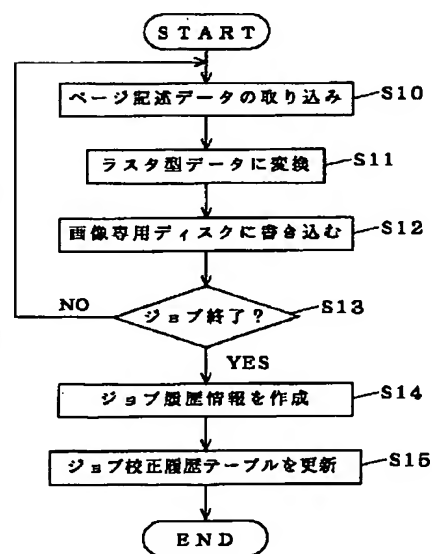 START
ページ記述データの取り込み
S10
ラスタ型データに変換
S11
画像専用ディスクに書き込む
S12
ジョブ終了？
S13
NO
YES
ジョブ履歴情報を作成
S14
ジョブ校正履歴テーブルを更新
S15
END